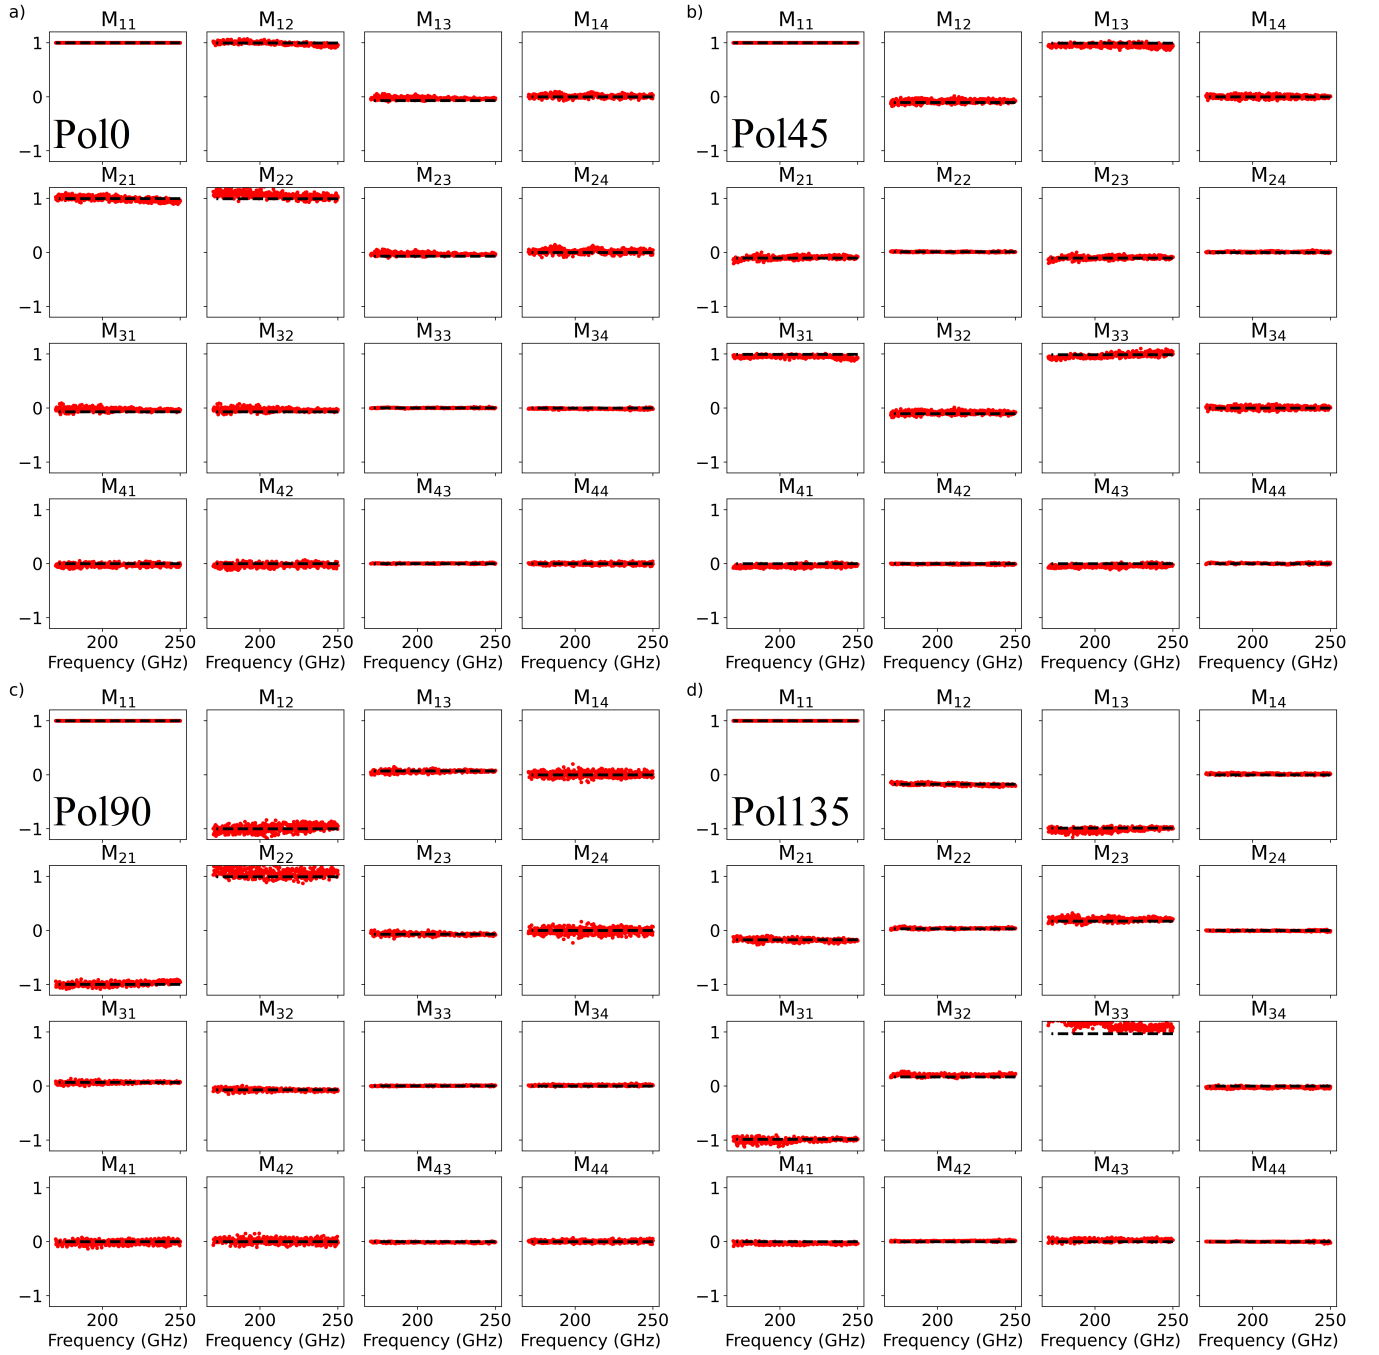 a)
M11 M12 M13 M14
1
0
−1
Pol0
M21 M22 M23 M24
1
0
−1
M31 M32 M33 M34
1
0
−1
M41 M42 M43 M44
1
0
−1
200 250 200 250 200 250 200 250
Frequency (GHz) Frequency (GHz) Frequency (GHz) Frequency (GHz)
b)
M11 M12 M13 M14
1
0
−1
Pol45
M21 M22 M23 M24
1
0
−1
M31 M32 M33 M34
1
0
−1
M41 M42 M43 M44
1
0
−1
200 250 200 250 200 250 200 250
Frequency (GHz) Frequency (GHz) Frequency (GHz) Frequency (GHz)
c)
M11 M12 M13 M14
1
0
−1
Pol90
M21 M22 M23 M24
1
0
−1
M31 M32 M33 M34
1
0
−1
M41 M42 M43 M44
1
0
−1
200 250 200 250 200 250 200 250
Frequency (GHz) Frequency (GHz) Frequency (GHz) Frequency (GHz)
d)
M11 M12 M13 M14
1
0
−1
Pol135
M21 M22 M23 M24
1
0
−1
M31 M32 M33 M34
1
0
−1
M41 M42 M43 M44
1
0
−1
200 250 200 250 200 250 200 250
Frequency (GHz) Frequency (GHz) Frequency (GHz) Frequency (GHz)